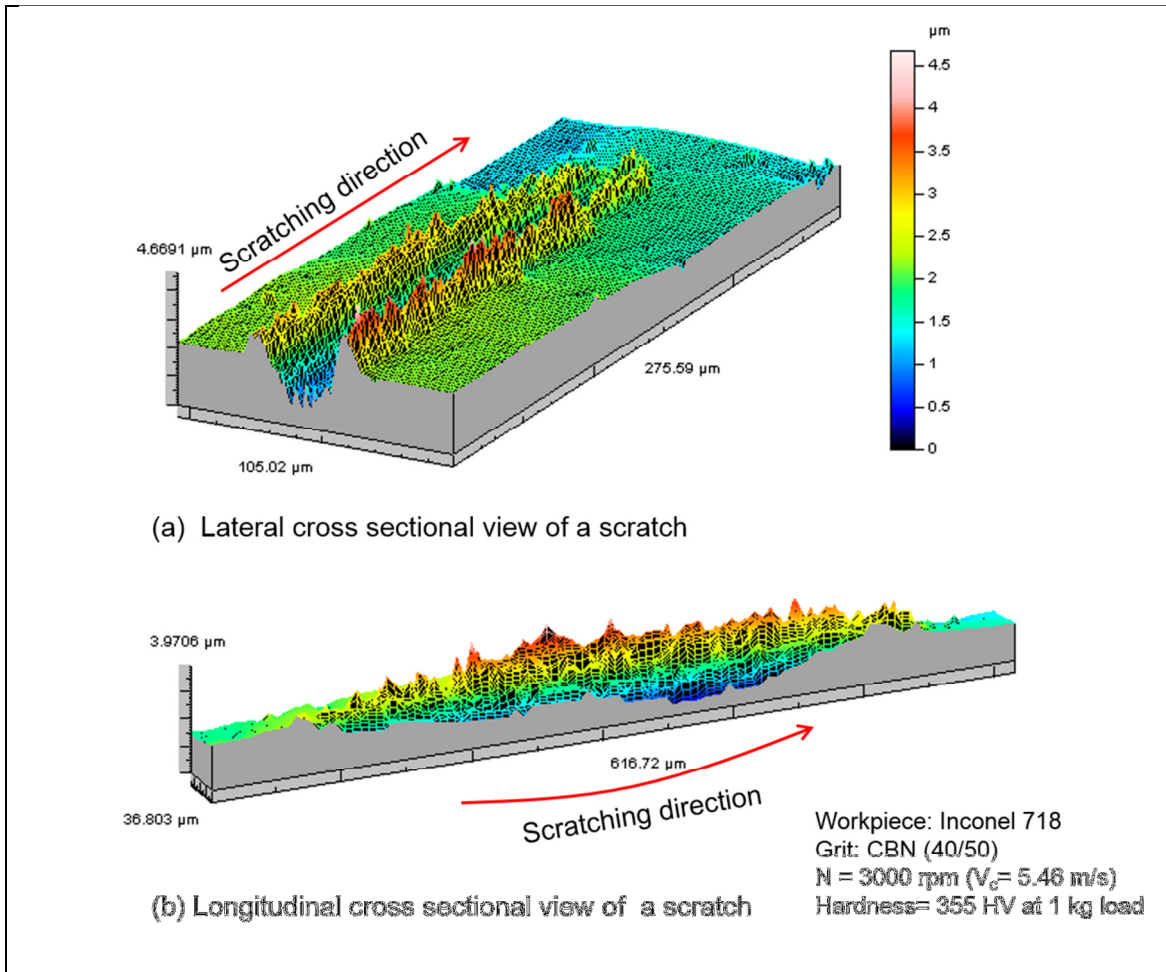 µm
4.5
4
3.5
3
2.5
2
1.5
1
0.5
0
Scratching direction
4.6691 µm
275.59 µm
105.02 µm
(a) Lateral cross sectional view of a scratch
3.9706 µm
616.72 µm
36.803 µm
Scratching direction
Workpiece: Inconel 718
Grit: CBN (40/50)
N = 3000 rpm (Vc= 5.46 m/s)
Hardness= 355 HV at 1 kg load
(b) Longitudinal cross sectional view of a scratch